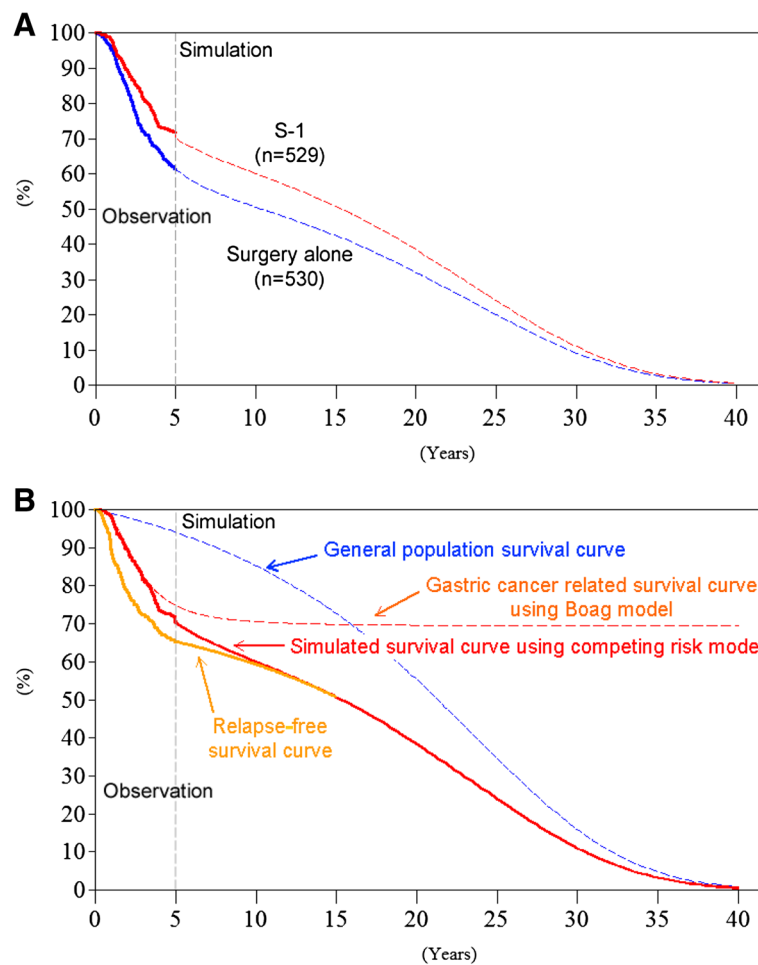 A
100
90
80
70
60
50
40
30
20
10
0
(%)
Simulation
S-1
(n=529)
Observation
Surgery alone
(n=530)
0 5 10 15 20 25 30 35 40
(Years)
B
100
90
80
70
60
50
40
30
20
10
0
(%)
Simulation
General population survival curve
Gastric cancer related survival curve
using Boag model
Simulated survival curve using competing risk mode
Relapse-free
survival curve
Observation
0 5 10 15 20 25 30 35 40
(Years)